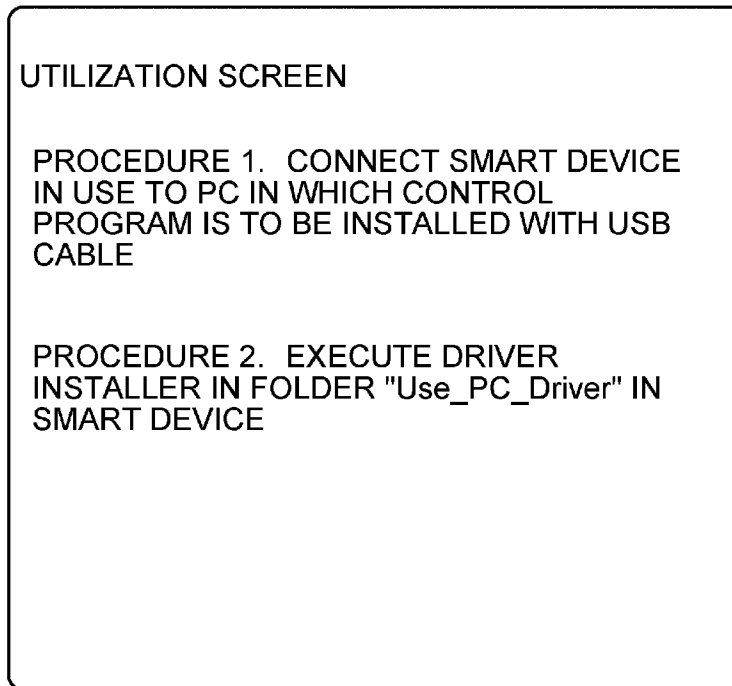 UTILIZATION SCREEN
PROCEDURE 1. CONNECT SMART DEVICE
IN USE TO PC IN WHICH CONTROL
PROGRAM IS TO BE INSTALLED WITH USB
CABLE
PROCEDURE 2. EXECUTE DRIVER
INSTALLER IN FOLDER "Use_PC_Driver" IN
SMART DEVICE